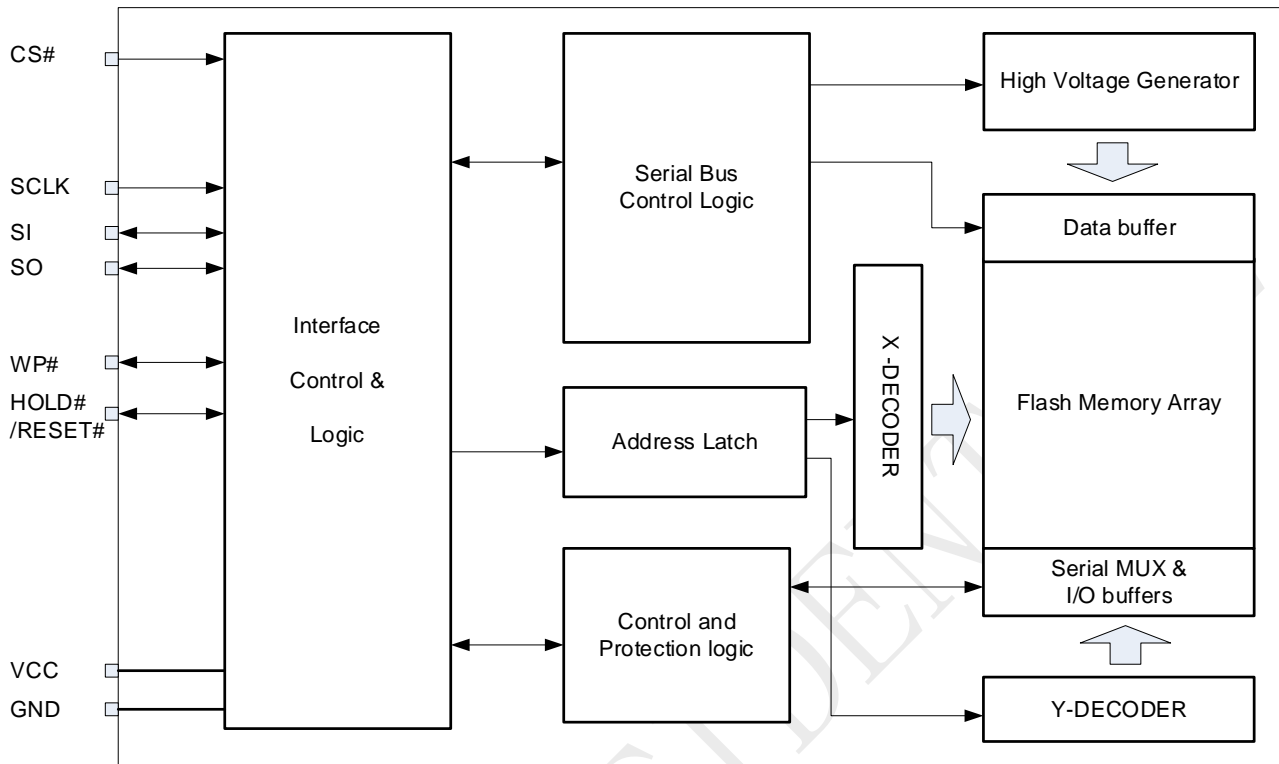 CS#
SCLK
SI
SO
WP#
HOLD#
/RESET#
VCC
GND
Interface
Control &
Logic
Serial Bus
Control Logic
Address Latch
Control and
Protection logic
X -DECODER
High Voltage Generator
Data buffer
Flash Memory Array
Serial MUX &
I/O buffers
Y-DECODER